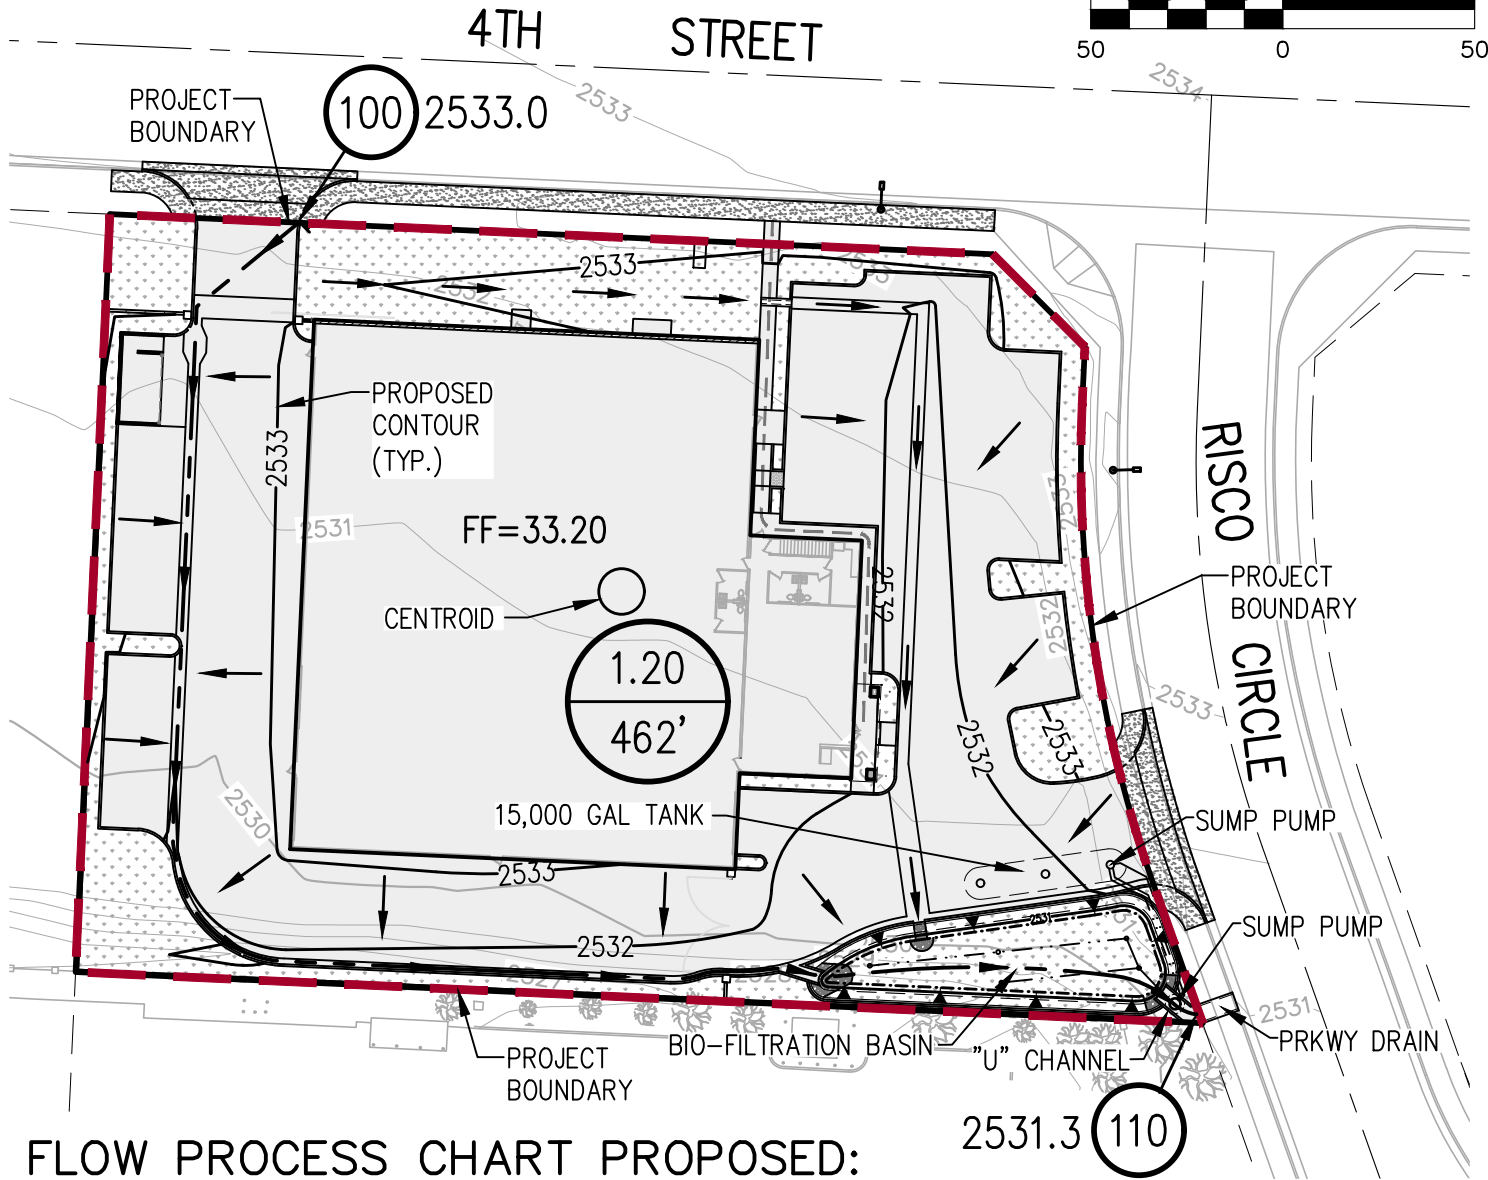 4TH STREET
50 0 50
PROJECT
BOUNDARY
100 2533.0
2533
2534
2533
2532
PROPOSED
CONTOUR
(TYP.)
2533
2531
FF=33.20
CENTROID
1.20
462'
2532
2533
2532
RISCO CIRCLE
PROJECT
BOUNDARY
2533
2532
2533
2530
15,000 GAL TANK
SUMP PUMP
2533
2532
2531
SUMP PUMP
2527
2531
PRKWY DRAIN
BIO-FILTRATION BASIN
"U" CHANNEL
PROJECT
BOUNDARY
2531.3 110
FLOW PROCESS CHART PROPOSED: